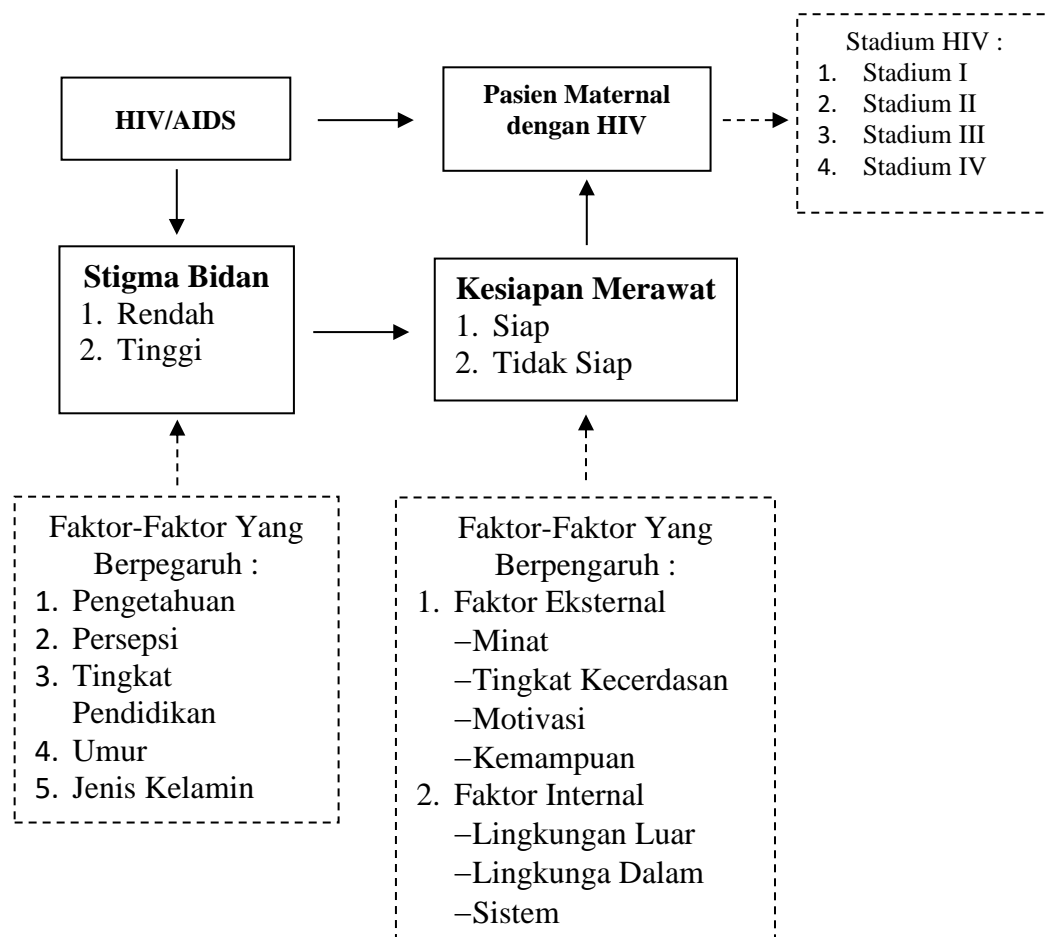 HIV/AIDS
Pasien Maternal
dengan HIV
Stadium HIV :
1. Stadium I
2. Stadium II
3. Stadium III
4. Stadium IV
Stigma Bidan
1. Rendah
2. Tinggi
Kesiapan Merawat
1. Siap
2. Tidak Siap
Faktor-Faktor Yang
Berpegaruh :
1. Pengetahuan
2. Persepsi
3. Tingkat
Pendidikan
4. Umur
5. Jenis Kelamin
Faktor-Faktor Yang
Berpengaruh :
1. Faktor Eksternal
−Minat
−Tingkat Kecerdasan
−Motivasi
−Kemampuan
2. Faktor Internal
−Lingkungan Luar
−Lingkunga Dalam
−Sistem